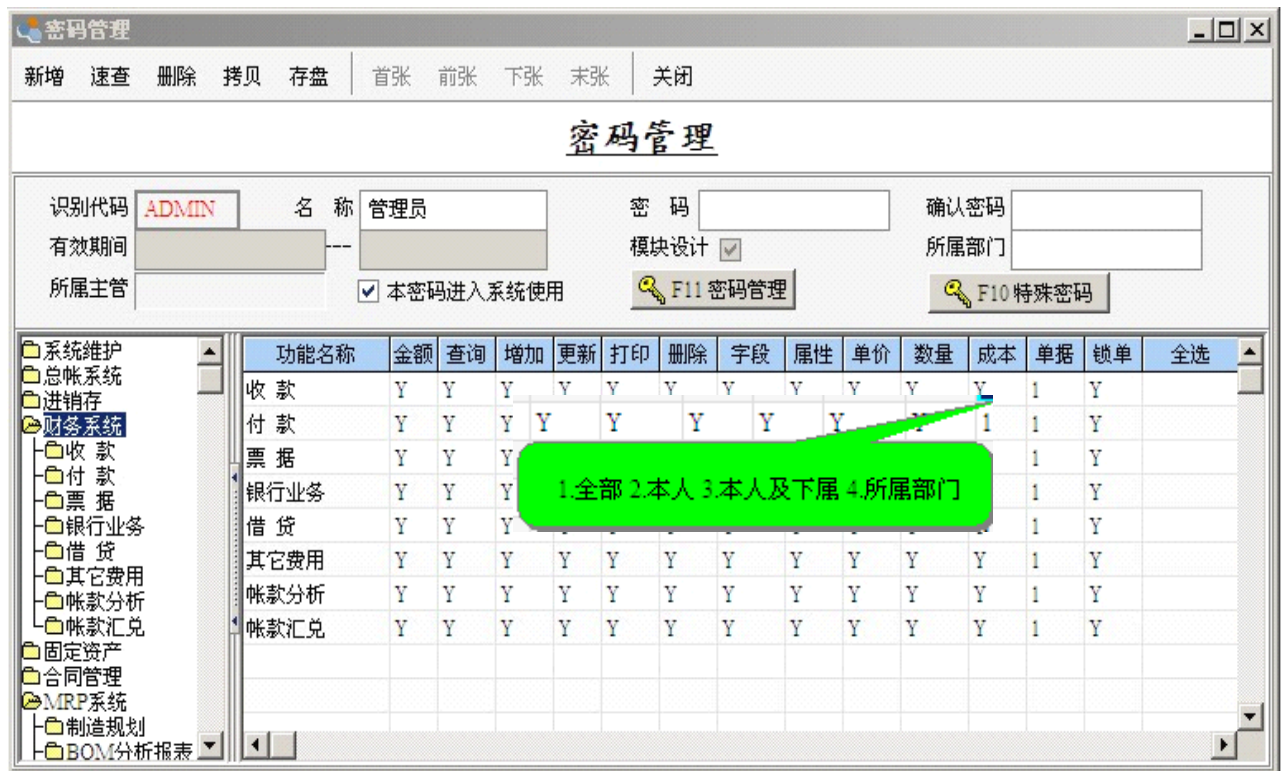 密码管理
新增 速查 删除 拷贝 存盘 首张 前张 下张 末张 关闭
密码管理
识别代码 ADMIN 名 称 管理员 密 码 确认密码
有效期间 --- 模块设计 所属部门
所属主管 本密码进入系统使用 F11 密码管理 F10 特殊密码
系统维护
总帐系统
进销存
财务系统
收 款
付 款
票 据
银行业务
借 贷
其它费用
帐款分析
帐款汇兑
固定资产
合同管理
MRP系统
制造规划
BOM分析报表
功能名称 金额 查询 增加 更新 打印 删除 字段 属性 单价 数量 成本 单据 锁单 全选
收 款 Y Y Y Y Y Y Y Y Y Y Y 1 Y
付 款 Y Y Y Y Y Y Y Y Y 1 1 Y
票 据 Y Y Y 1 Y
银行业务 Y Y Y 1 Y
借 贷 Y Y Y 1 Y
其它费用 Y Y Y Y Y Y Y Y Y Y Y 1 Y
帐款分析 Y Y Y Y Y Y Y Y Y Y Y 1 Y
帐款汇兑 Y Y Y Y Y Y Y Y Y Y Y 1 Y
1.全部 2.本人 3.本人及下属 4.所属部门